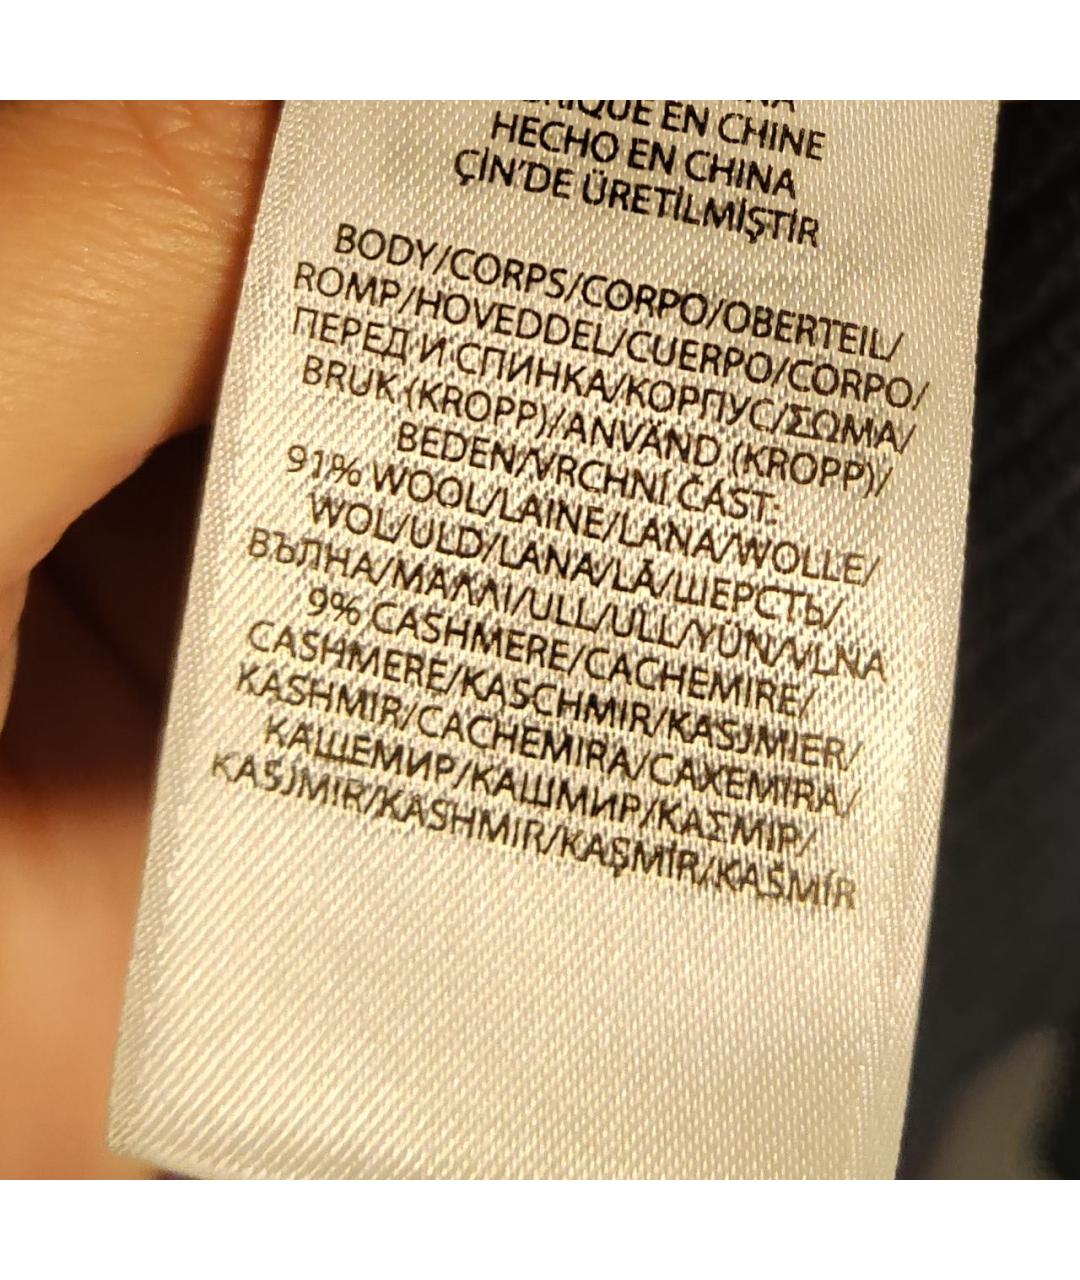 EN CHINE
HECHO EN CHINA
ÇİN'DE ÜRETİLMİŞTİR
BODY/CORPS/CORPO/OBERTEIL/
ROMP/HOVEDDEL/CUERPO/CORPO/
ПЕРЕД И СПИНКА/КОРПУС/ΣΩΜΑ/
BRUK (KROPP)/ANVÄND (KROPP)/
BEDEN/VRCHNÍ ČÁST:
91% WOOL/LAINE/LANA/WOLLE/
WOL/ULD/LANA/LÃ/ШЕРСТЬ/
ВЪЛНА/ΜΑΛΛΙ/ULL/ULL/YÜN/VLNA
9% CASHMERE/CACHEMIRE/
CASHMERE/KASCHMIR/KASJMIER/
KASHMIR/CACHEMIRA/CAXEMIRA/
КАШЕМИР/КАШМИР/ΚΑΣΜΙΡ/
KASJMIR/KASHMIR/KAŞMİR/KAŠMÍR